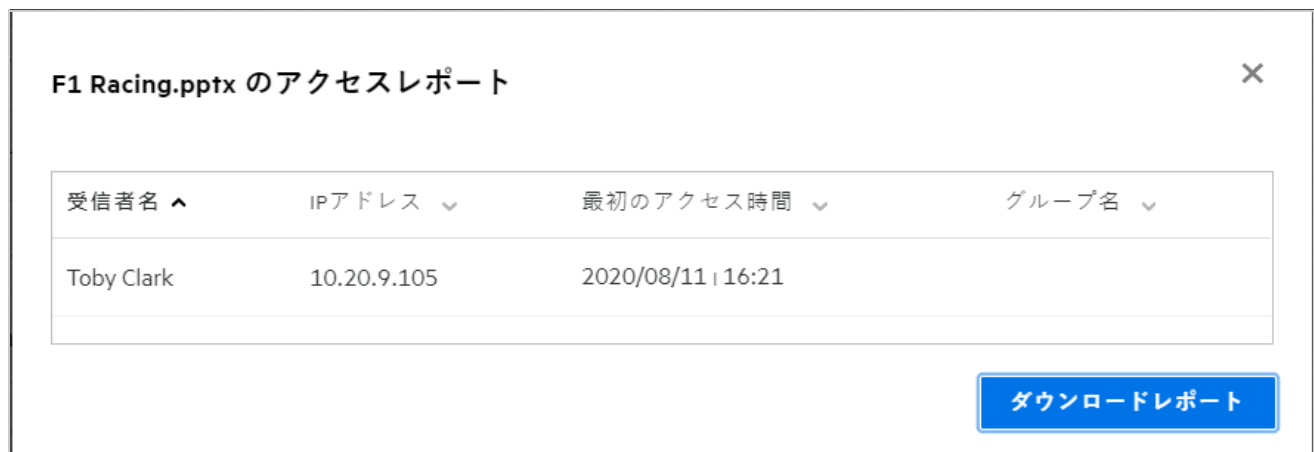 F1 Racing.pptx のアクセスレポート
受信者名 IPアドレス 最初のアクセス時間 グループ名
Toby Clark 10.20.9.105 2020/08/11 | 16:21
ダウンロードレポート